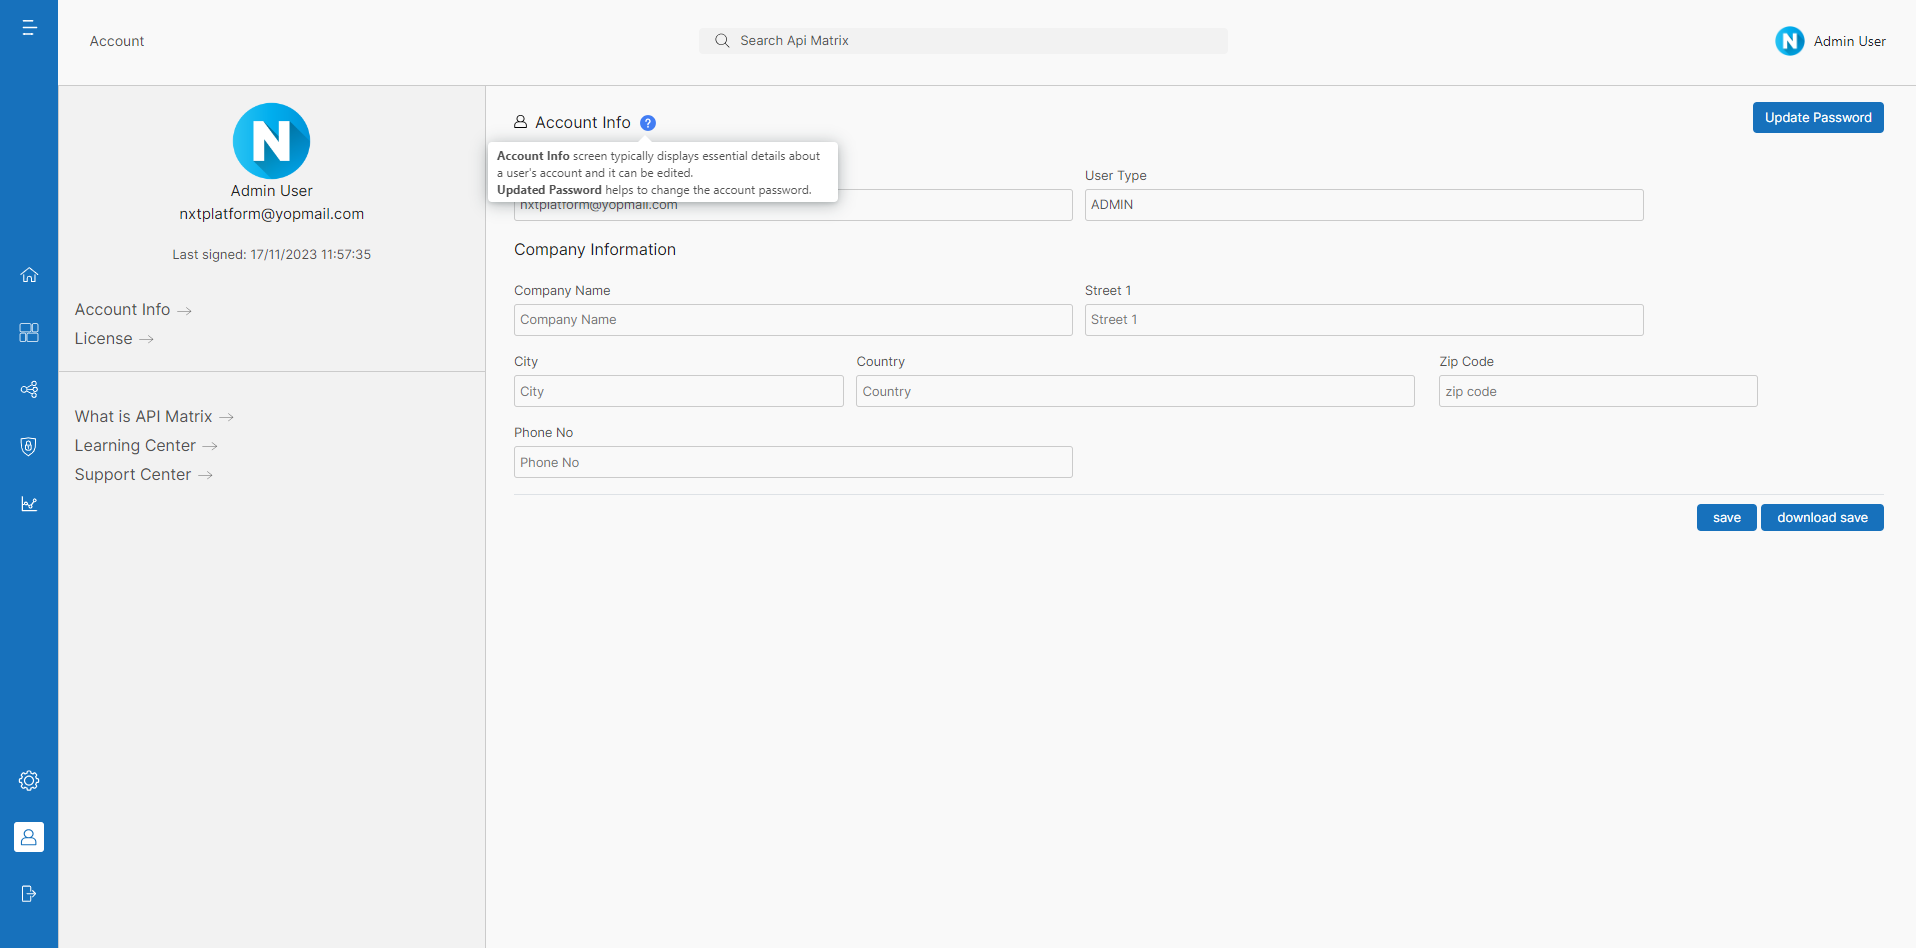 Account
Search Api Matrix
N Admin User
N
Admin User
nxtplatform@yopmail.com
Last signed: 17/11/2023 11:57:35
Account Info
License
What is API Matrix
Learning Center
Support Center
Account Info ?
Update Password
Account Info screen typically displays essential details about
a user's account and it can be edited.
Updated Password helps to change the account password.
User Type
nxtplatform@yopmail.com
ADMIN
Company Information
Company Name
Street 1
Company Name
Street 1
City
Country
Zip Code
City
Country
zip code
Phone No
Phone No
save
download save